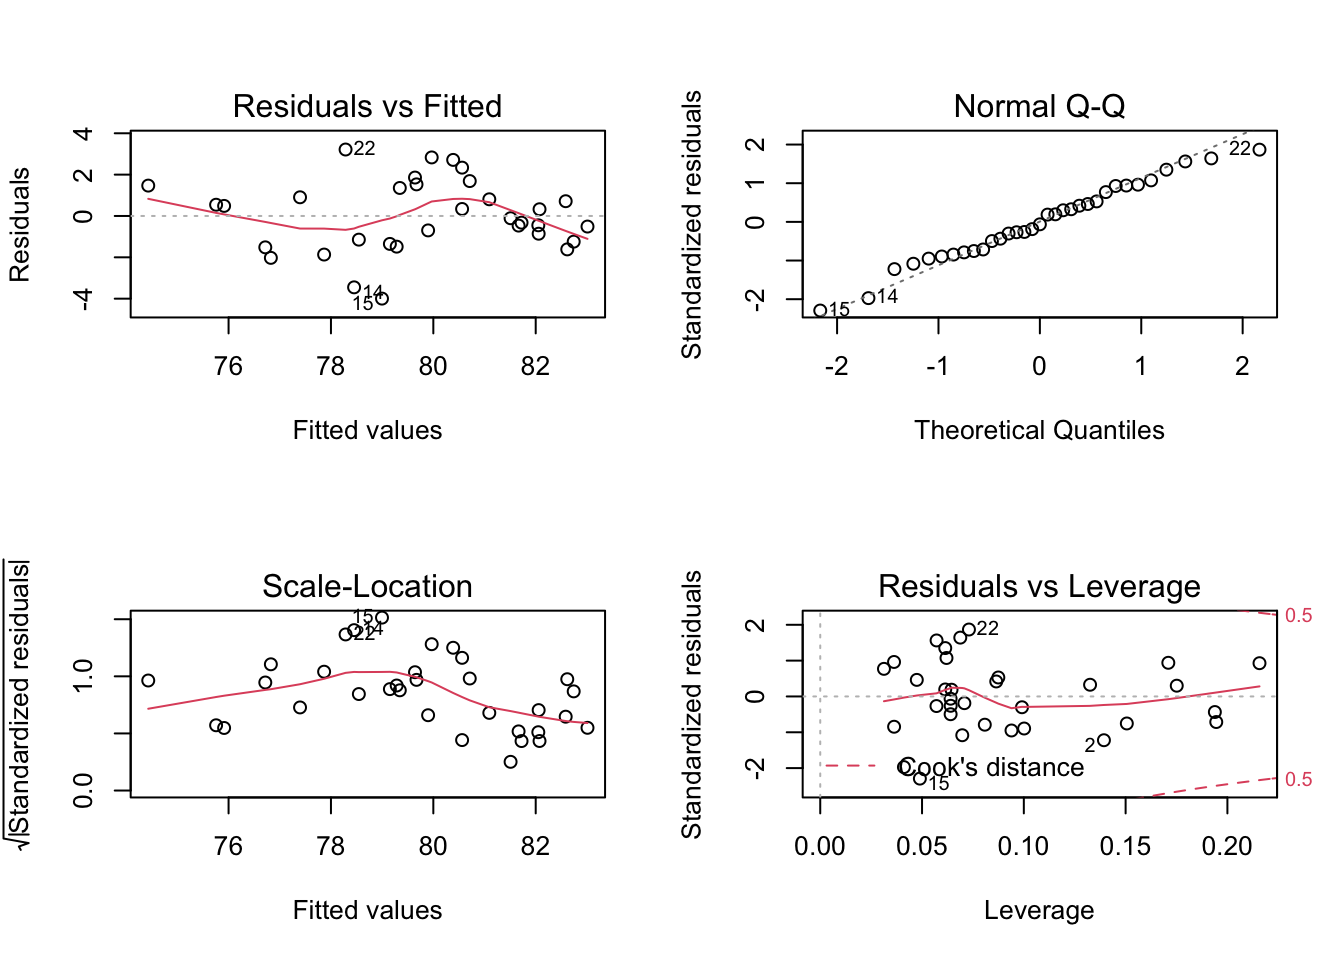 Residuals vs Fitted
Residuals
4
2
0
-4
22
14
15
76 78 80 82
Fitted values
Normal Q-Q
Standardized residuals
2
1
0
-2
22
14
15
-2 -1 0 1 2
Theoretical Quantiles
Scale-Location
√|Standardized residuals|
1.0
0.0
15
14
22
76 78 80 82
Fitted values
Residuals vs Leverage
Standardized residuals
2
0
-2
0.5
22
2
Cook's distance
15
0.5
0.00 0.05 0.10 0.15 0.20
Leverage